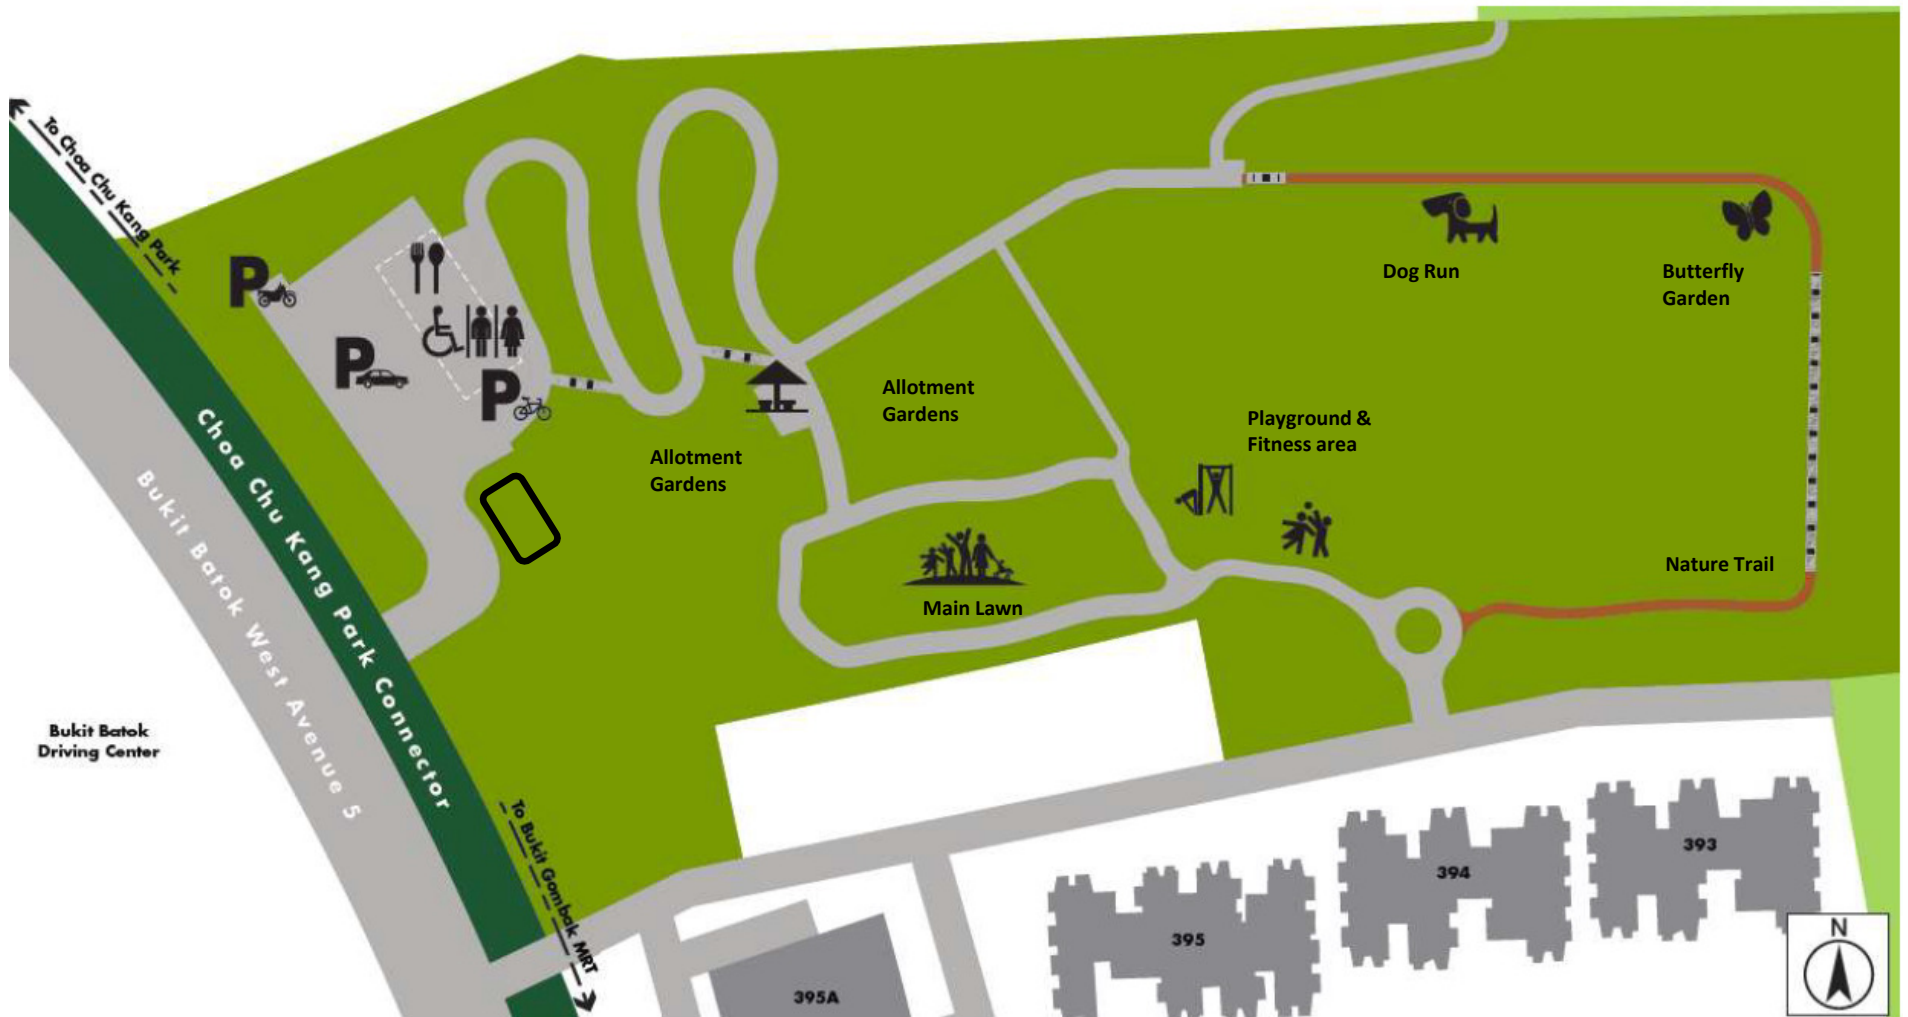 To Choa Chu Kang Park
P
P
P
Choa Chu Kang Park Connector
Bukit Batok West Avenue 5
Bukit Batok
Driving Center
To Bukit Gombak MRT
Allotment
Gardens
Allotment
Gardens
Main Lawn
Playground &
Fitness area
Dog Run
Butterfly
Garden
Nature Trail
395A
395
394
393
N